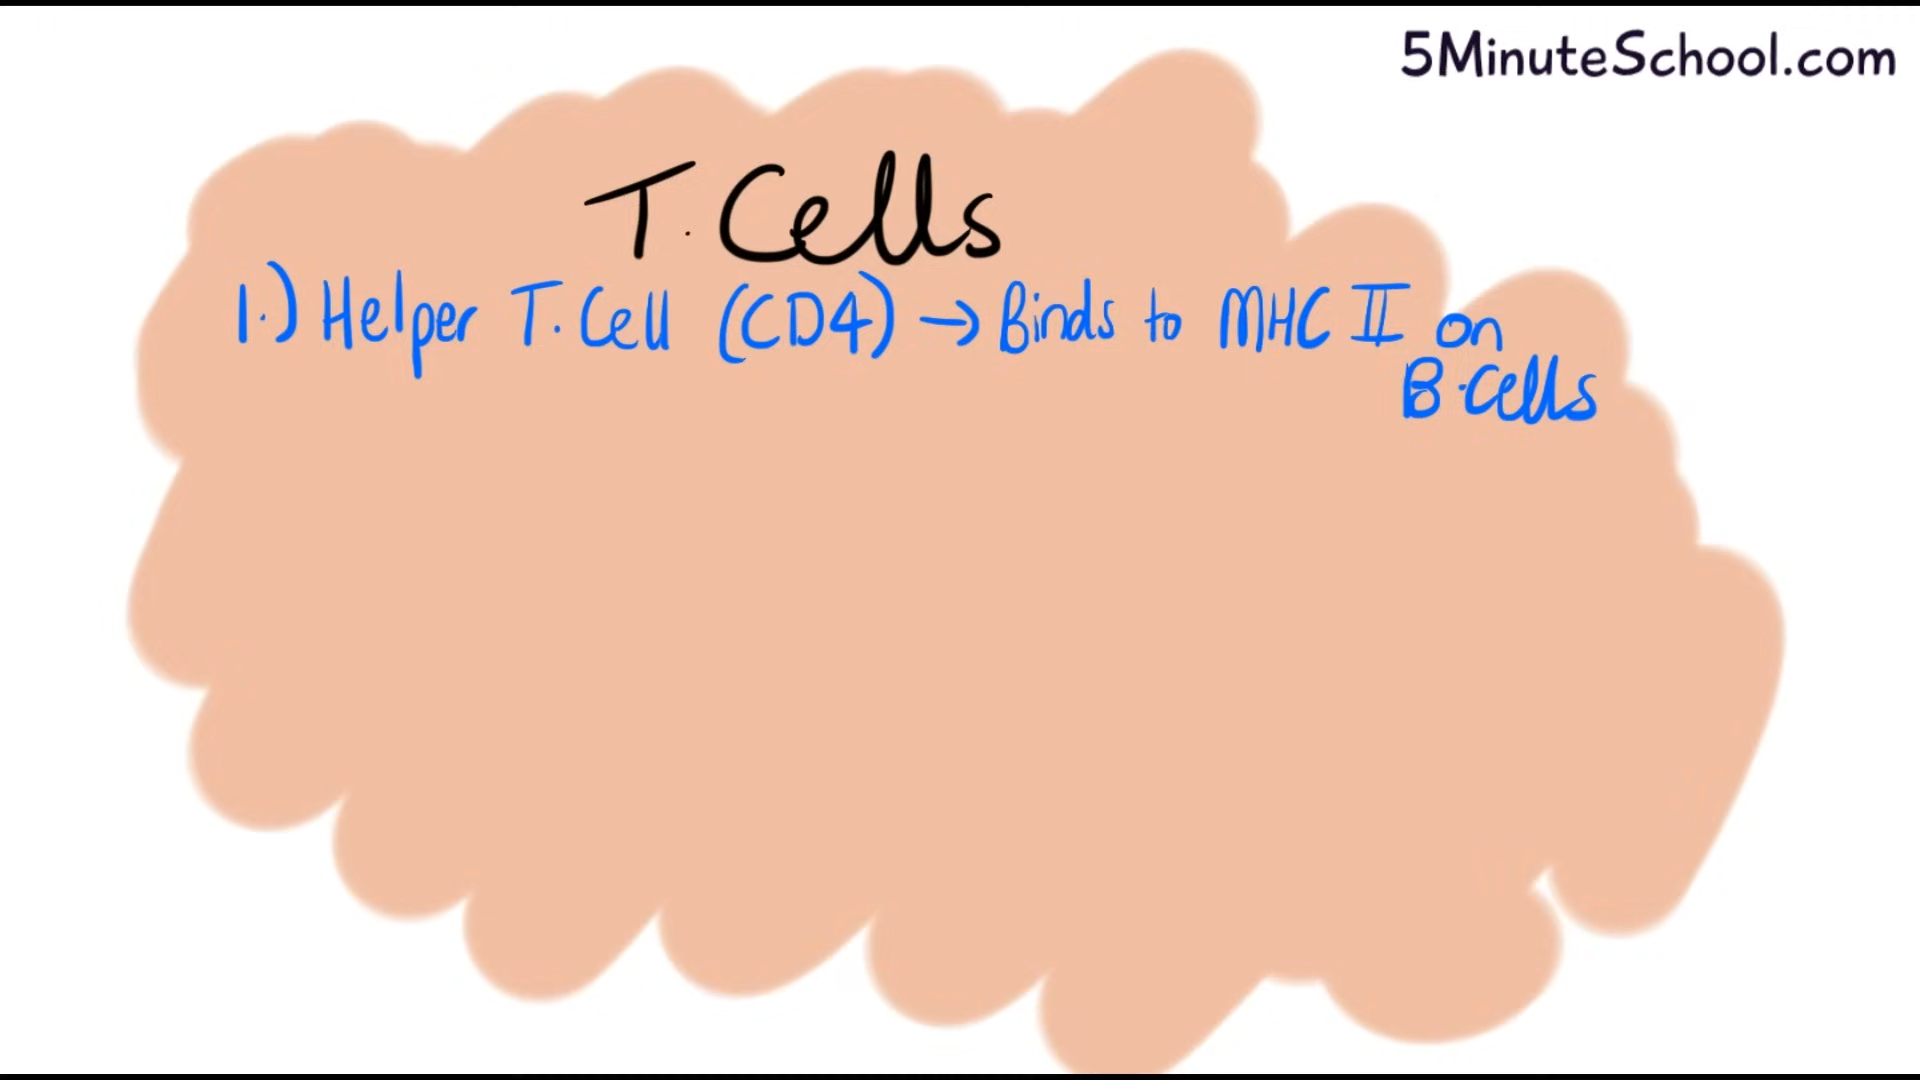 5MinuteSchool.com
T. Cells
1.) Helper T. Cell (CD4) → Binds to MHC II on
B. Cells